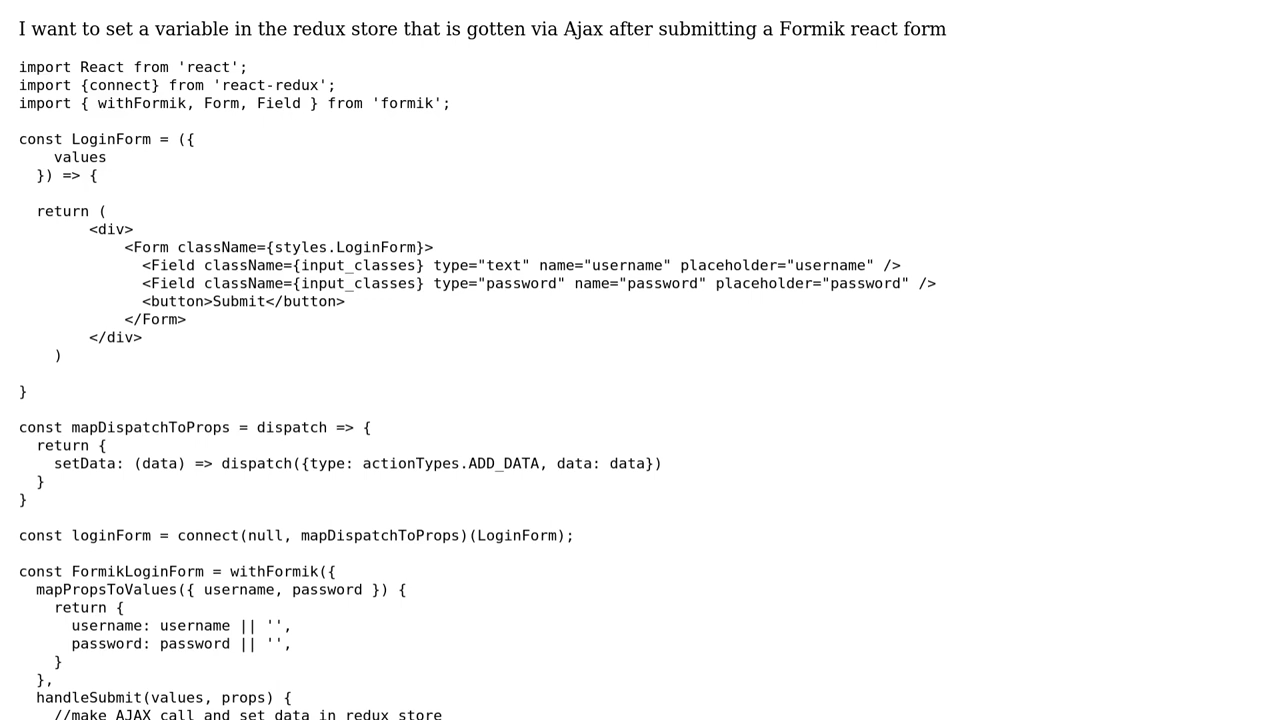 I want to set a variable in the redux store that is gotten via Ajax after submitting a Formik react form
import React from 'react';
import {connect} from 'react-redux';
import { withFormik, Form, Field } from 'formik';
const LoginForm = ({
values
}) => {
return (
<div>
<Form className={styles.LoginForm}>
<Field className={input_classes} type="text" name="username" placeholder="username" />
<Field className={input_classes} type="password" name="password" placeholder="password" />
<button>Submit</button>
</Form>
</div>
)
}
const mapDispatchToProps = dispatch => {
return {
setData: (data) => dispatch({type: actionTypes.ADD_DATA, data: data})
}
}
const loginForm = connect(null, mapDispatchToProps)(LoginForm);
const FormikLoginForm = withFormik({
mapPropsToValues({ username, password }) {
return {
username: username || '',
password: password || '',
}
},
handleSubmit(values, props) {
//make AJAX call and set data in redux store